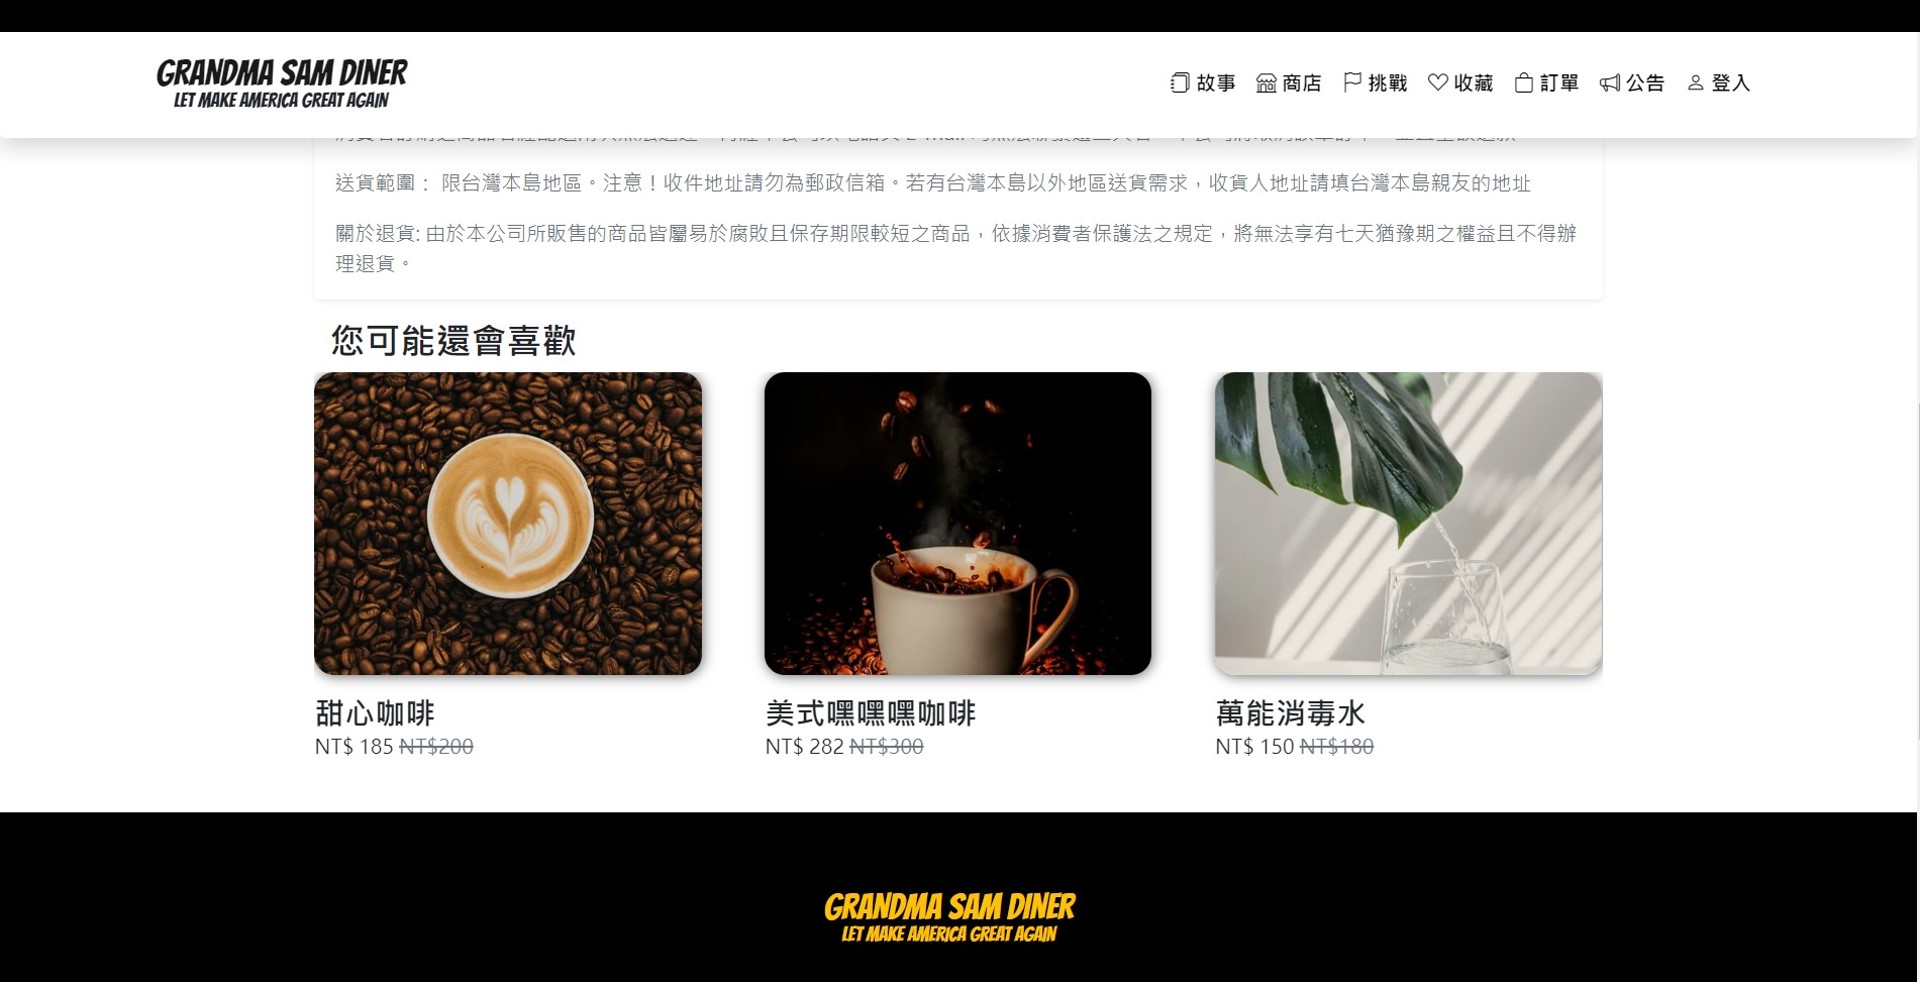 GRANDMA SAM DINER
LET MAKE AMERICA GREAT AGAIN
故事 商店 挑戰 收藏 訂單 公告 登入
送貨範圍： 限台灣本島地區。注意！收件地址請勿為郵政信箱。若有台灣本島以外地區送貨需求，收貨人地址請填台灣本島親友的地址
關於退貨: 由於本公司所販售的商品皆屬易於腐敗且保存期限較短之商品，依據消費者保護法之規定，將無法享有七天猶豫期之權益且不得辦
理退貨。
您可能還會喜歡
甜心咖啡
NT$ 185 NT$200
美式嘿嘿嘿咖啡
NT$ 282 NT$300
萬能消毒水
NT$ 150 NT$180
GRANDMA SAM DINER
LET MAKE AMERICA GREAT AGAIN